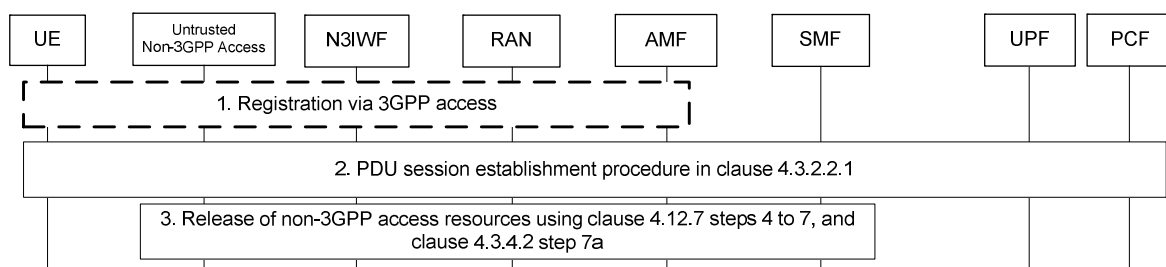 UE
Untrusted
Non-3GPP Access
N3IWF
RAN
AMF
SMF
UPF
PCF
1. Registration via 3GPP access
2. PDU session establishment procedure in clause 4.3.2.2.1
3. Release of non-3GPP access resources using clause 4.12.7 steps 4 to 7, and
clause 4.3.4.2 step 7a